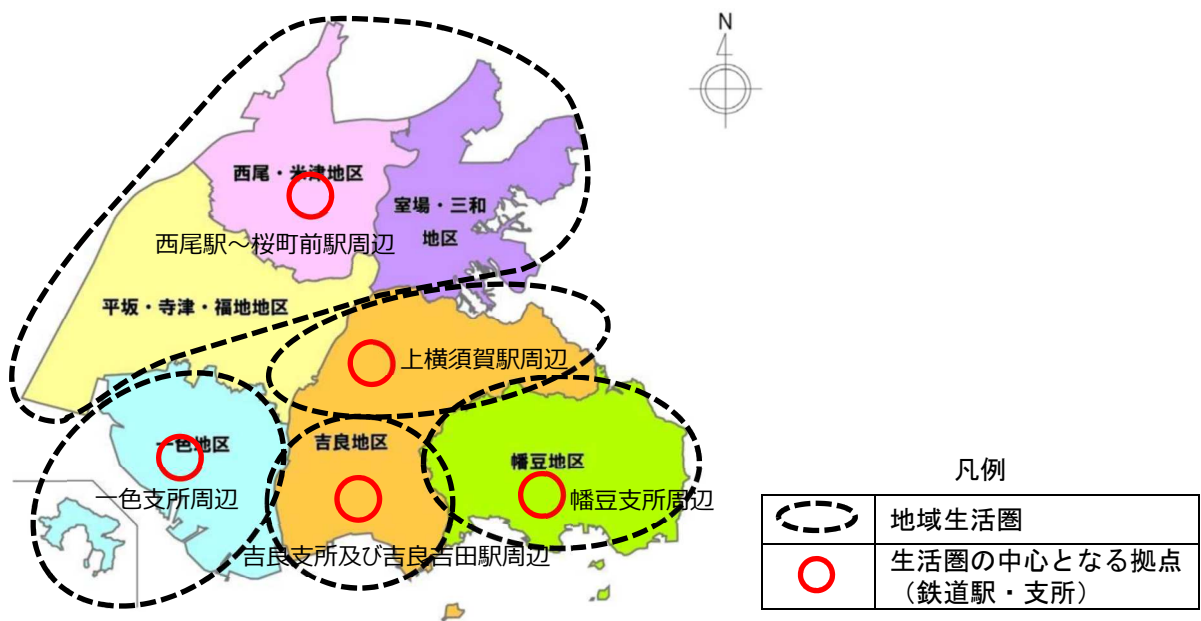 N
西尾・米津地区
室場・三和
地区
西尾駅～桜町前駅周辺
平坂・寺津・福地地区
上横須賀駅周辺
一色地区
吉良地区
幡豆地区
一色支所周辺
幡豆支所周辺
吉良支所及び吉良吉田駅周辺
凡例
地域生活圏
生活圏の中心となる拠点
（鉄道駅・支所）